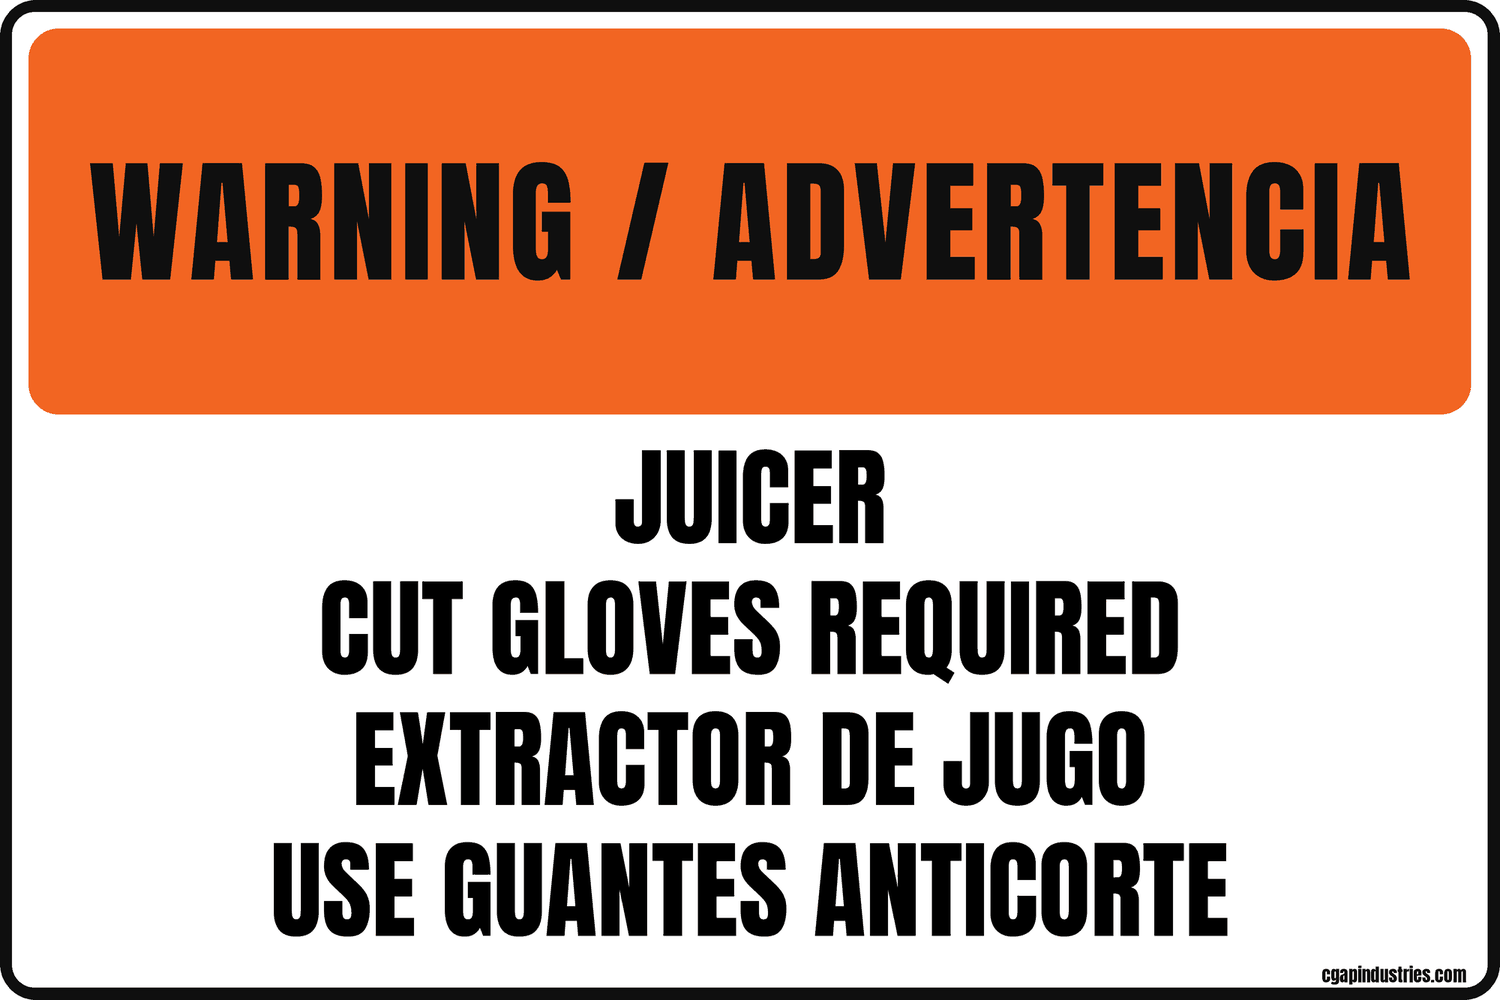 WARNING / ADVERTENCIA
JUICER
CUT GLOVES REQUIRED
EXTRACTOR DE JUGO
USE GUANTES ANTICORTE
cgapindustries.com